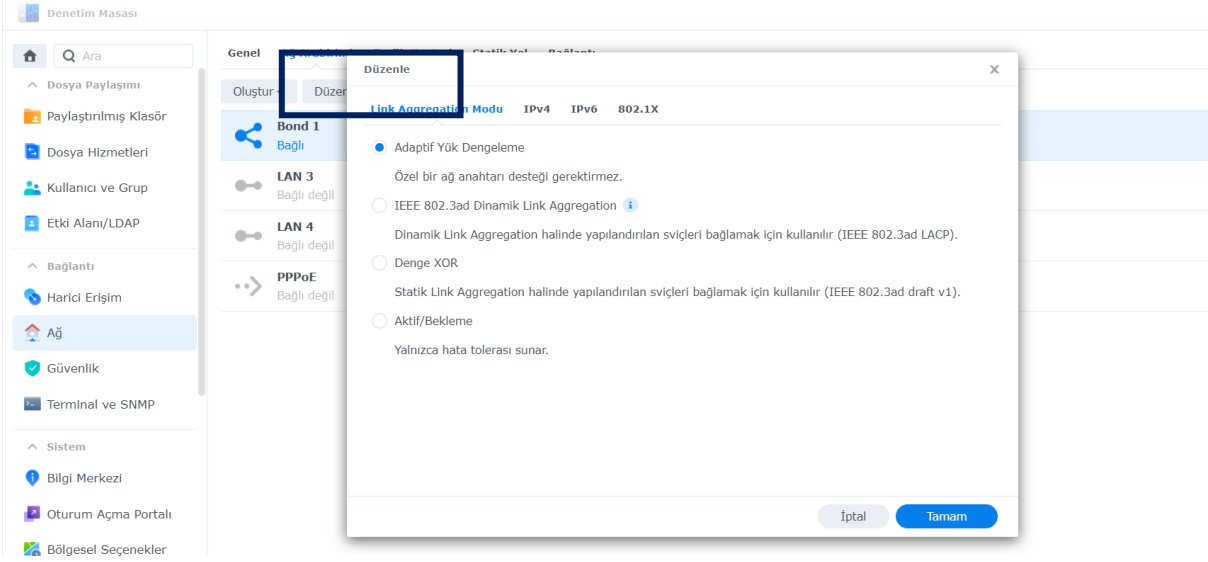 Denetim Masası
Ara
Dosya Paylaşımı
Paylaştırılmış Klasör
Dosya Hizmetleri
Kullanıcı ve Grup
Etki Alanı/LDAP
Bağlantı
Harici Erişim
Ağ
Güvenlik
Terminal ve SNMP
Sistem
Bilgi Merkezi
Oturum Açma Portalı
Bölgesel Seçenekler
Genel
Statik Yol Bağlantı
Oluştur
Bond 1
Bağlı
LAN 3
Bağlı değil
LAN 4
Bağlı değil
PPPoE
Bağlı değil
Düzenle
Link Aggregation Modu IPv4 IPv6 802.1X
Adaptif Yük Dengeleme
Özel bir ağ anahtarı desteği gerektirmez.
IEEE 802.3ad Dinamik Link Aggregation
Dinamik Link Aggregation halinde yapılandırılan sviçleri bağlamak için kullanılır (IEEE 802.3ad LACP).
Denge XOR
Statik Link Aggregation halinde yapılandırılan sviçleri bağlamak için kullanılır (IEEE 802.3ad draft v1).
Aktif/Bekleme
Yalnızca hata tolerası sunar.
İptal Tamam